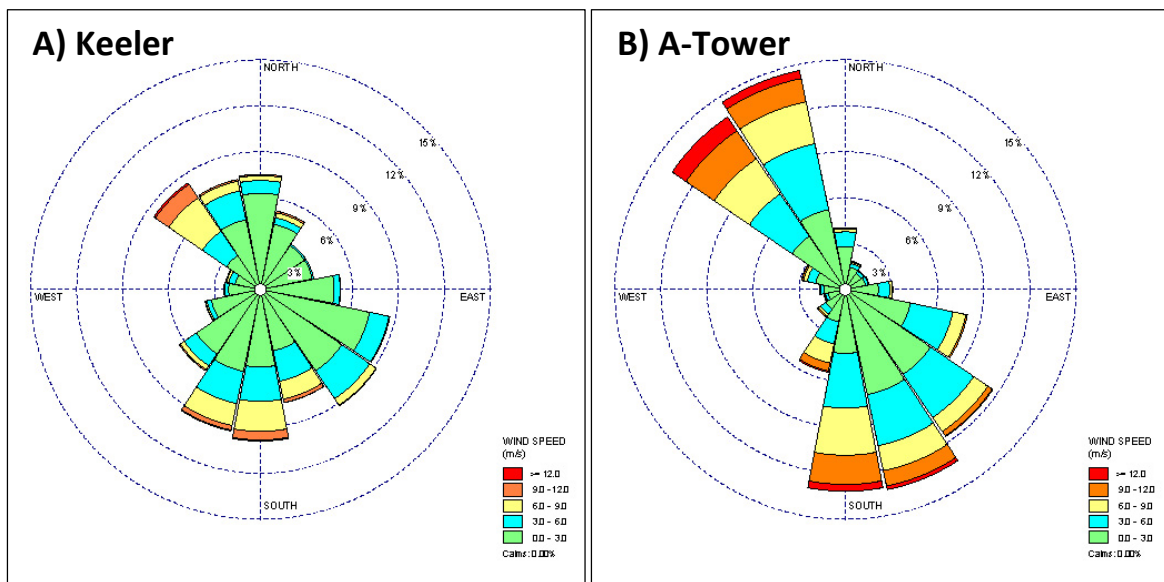 A) Keeler
NORTH
15%
12%
9%
6%
3%
WEST
EAST
SOUTH
WIND SPEED
(m/s)
>= 12.0
9.0 - 12.0
6.0 - 9.0
3.0 - 6.0
0.0 - 3.0
Calms: 0.00%
B) A-Tower
NORTH
15%
12%
9%
6%
3%
WEST
EAST
SOUTH
WIND SPEED
(m/s)
>= 12.0
9.0 - 12.0
6.0 - 9.0
3.0 - 6.0
0.0 - 3.0
Calms: 0.00%